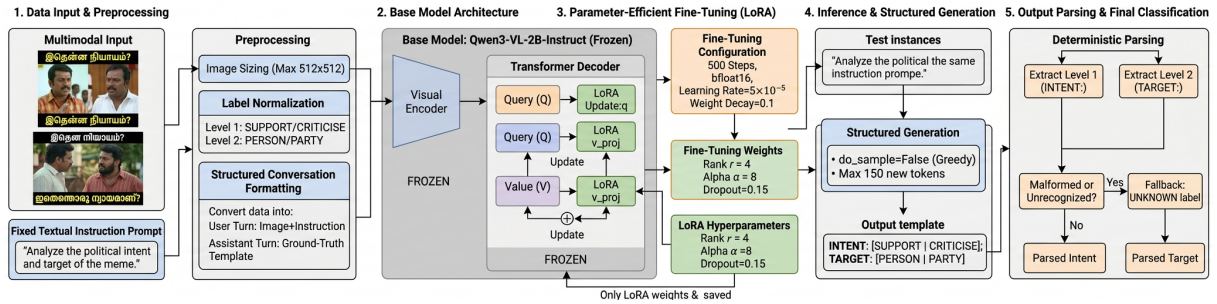 1. Data Input & Preprocessing
Multimodal Input
இதென்ன நியாயம்?
இதென்ன நியாயம்?
இதென நியாயம்?
இதென்னொரு நியாயமான்?
Fixed Textual Instruction Prompt
"Analyze the political intent
and target of the meme."
Preprocessing
Image Sizing (Max 512x512)
Label Normalization
Level 1: SUPPORT/CRITICISE
Level 2: PERSON/PARTY
Structured Conversation
Formatting
Convert data into:
User Turn: Image+Instruction
Assistant Turn: Ground-Truth
Template
2. Base Model Architecture
3. Parameter-Efficient Fine-Tuning (LoRA)
Base Model: Qwen3-VL-2B-Instruct (Frozen)
Visual
Encoder
FROZEN
Transformer Decoder
Query (Q)
LoRA
Update:q
Query (Q)
LoRA
v_proj
Update
Value (V)
LoRA
v_proj
Update
FROZEN
Only LoRA weights & saved
Fine-Tuning
Configuration
500 Steps,
bfloat16,
Learning Rate=5×10⁻⁵
Weight Decay=0.1
Fine-Tuning Weights
Rank r = 4
Alpha α = 8
Dropout=0.15
LoRA Hyperparameters
Rank r = 4
Alpha α =8
Dropout=0.15
4. Inference & Structured Generation
Test instances
"Analyze the political the same
instruction prompe."
Structured Generation
• do_sample=False (Greedy)
• Max 150 new tokens
Output template
INTENT: [SUPPORT | CRITICISE];
TARGET: [PERSON | PARTY]
5. Output Parsing & Final Classification
Deterministic Parsing
Extract Level 1
(INTENT:)
Extract Level 2
(TARGET:)
Malformed or
Unrecognized?
Yes
Fallback:
UNKNOWN label
No
Parsed Intent
Parsed Target